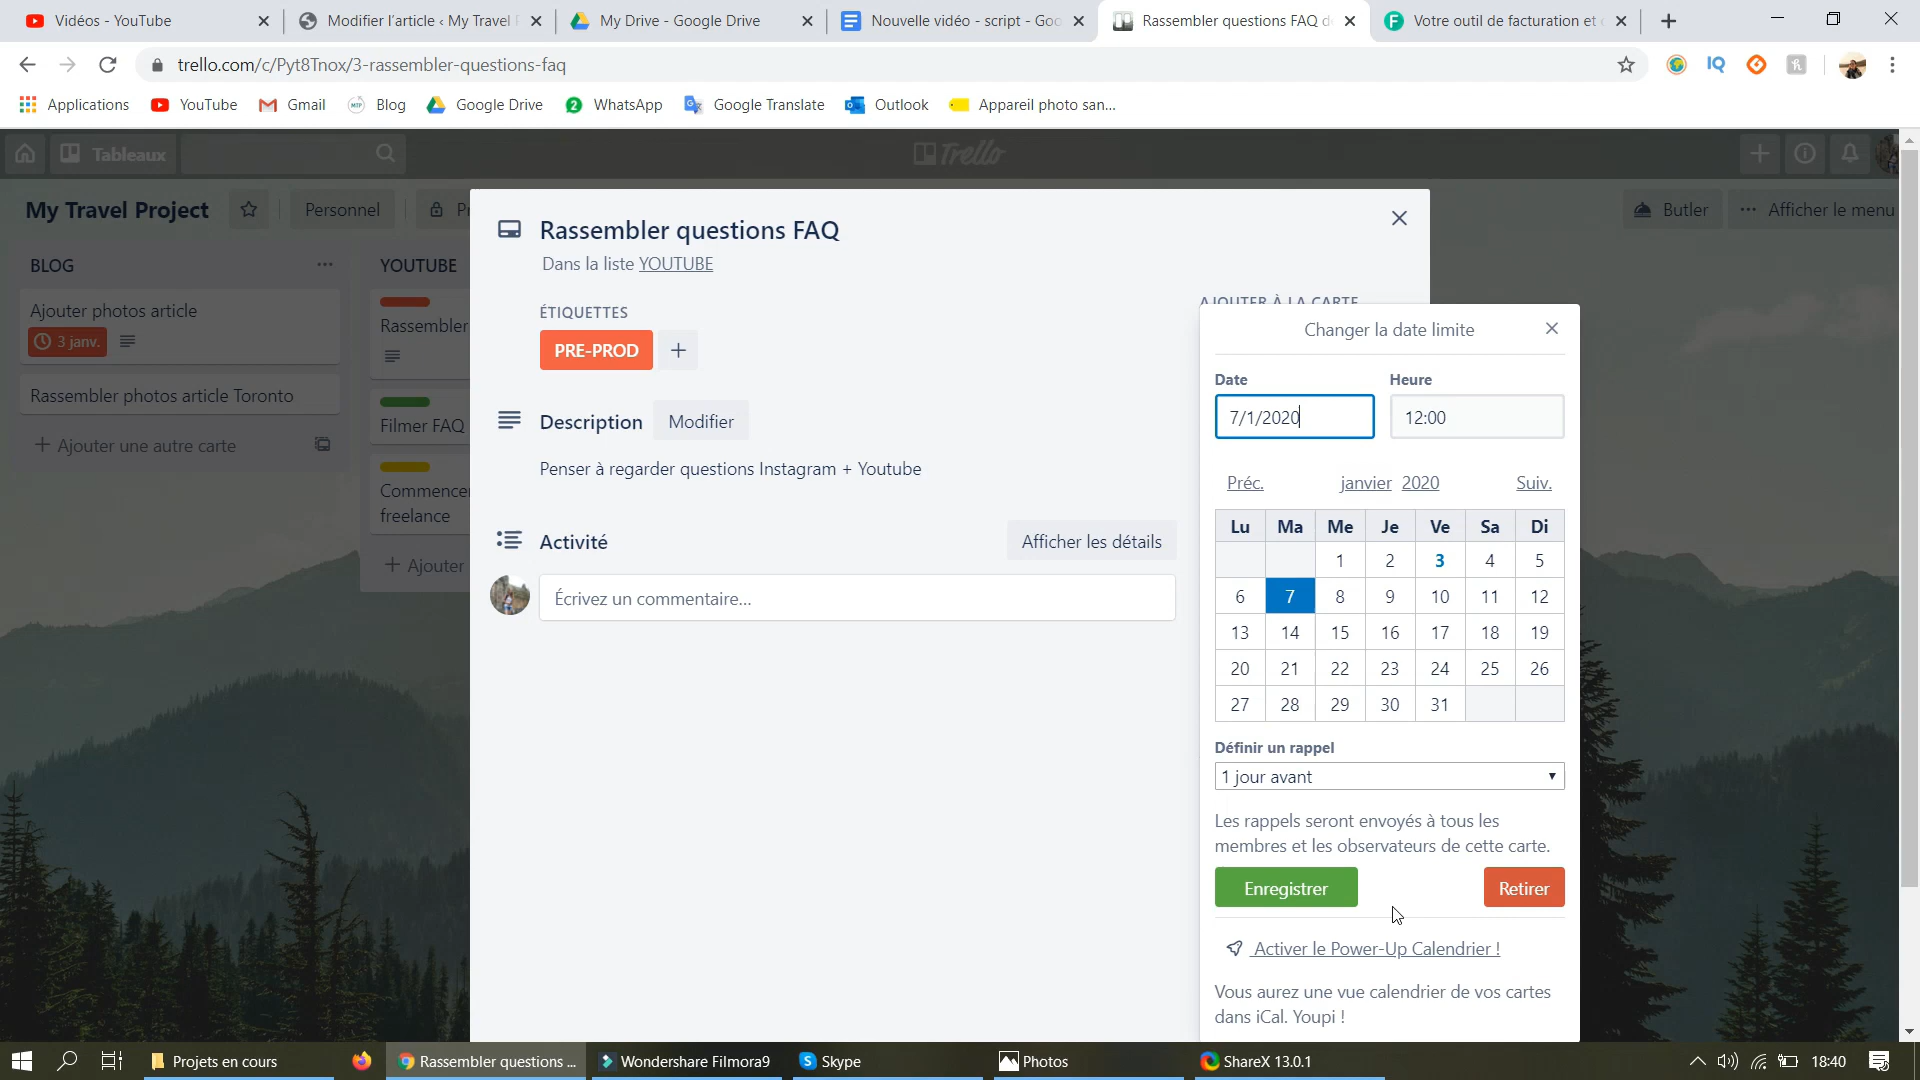 Vidéos - YouTube
Modifier l'article ‹ My Travel
My Drive - Google Drive
Nouvelle vidéo - script - Goo
Rassembler questions FAQ
Votre outil de facturation et
trello.com/c/Pyt8Tnox/3-rassembler-questions-faq
Applications
YouTube
Gmail
Blog
Google Drive
WhatsApp
Google Translate
Outlook
Appareil photo san...
Tableaux
Trello
My Travel Project
Personnel
Butler
Afficher le menu
BLOG
Ajouter photos article
3 janv.
Rassembler photos article Toronto
Ajouter une autre carte
YOUTUBE
Rassembler
Filmer FAQ
Commencer
freelance
Ajouter
Rassembler questions FAQ
Dans la liste YOUTUBE
ÉTIQUETTES
PRE-PROD
Description
Modifier
Penser à regarder questions Instagram + Youtube
Activité
Afficher les détails
Écrivez un commentaire...
AJOUTER À LA CARTE
Changer la date limite
Date
Heure
7/1/2020
12:00
Préc.
janvier 2020
Suiv.
Lu Ma Me Je Ve Sa Di
1 2 3 4 5
6 7 8 9 10 11 12
13 14 15 16 17 18 19
20 21 22 23 24 25 26
27 28 29 30 31
Définir un rappel
1 jour avant
Les rappels seront envoyés à tous les
membres et les observateurs de cette carte.
Enregistrer
Retirer
Activer le Power-Up Calendrier !
Vous aurez une vue calendrier de vos cartes
dans iCal. Youpi !
Projets en cours
Rassembler questions ...
Wondershare Filmora9
Skype
Photos
ShareX 13.0.1
18:40